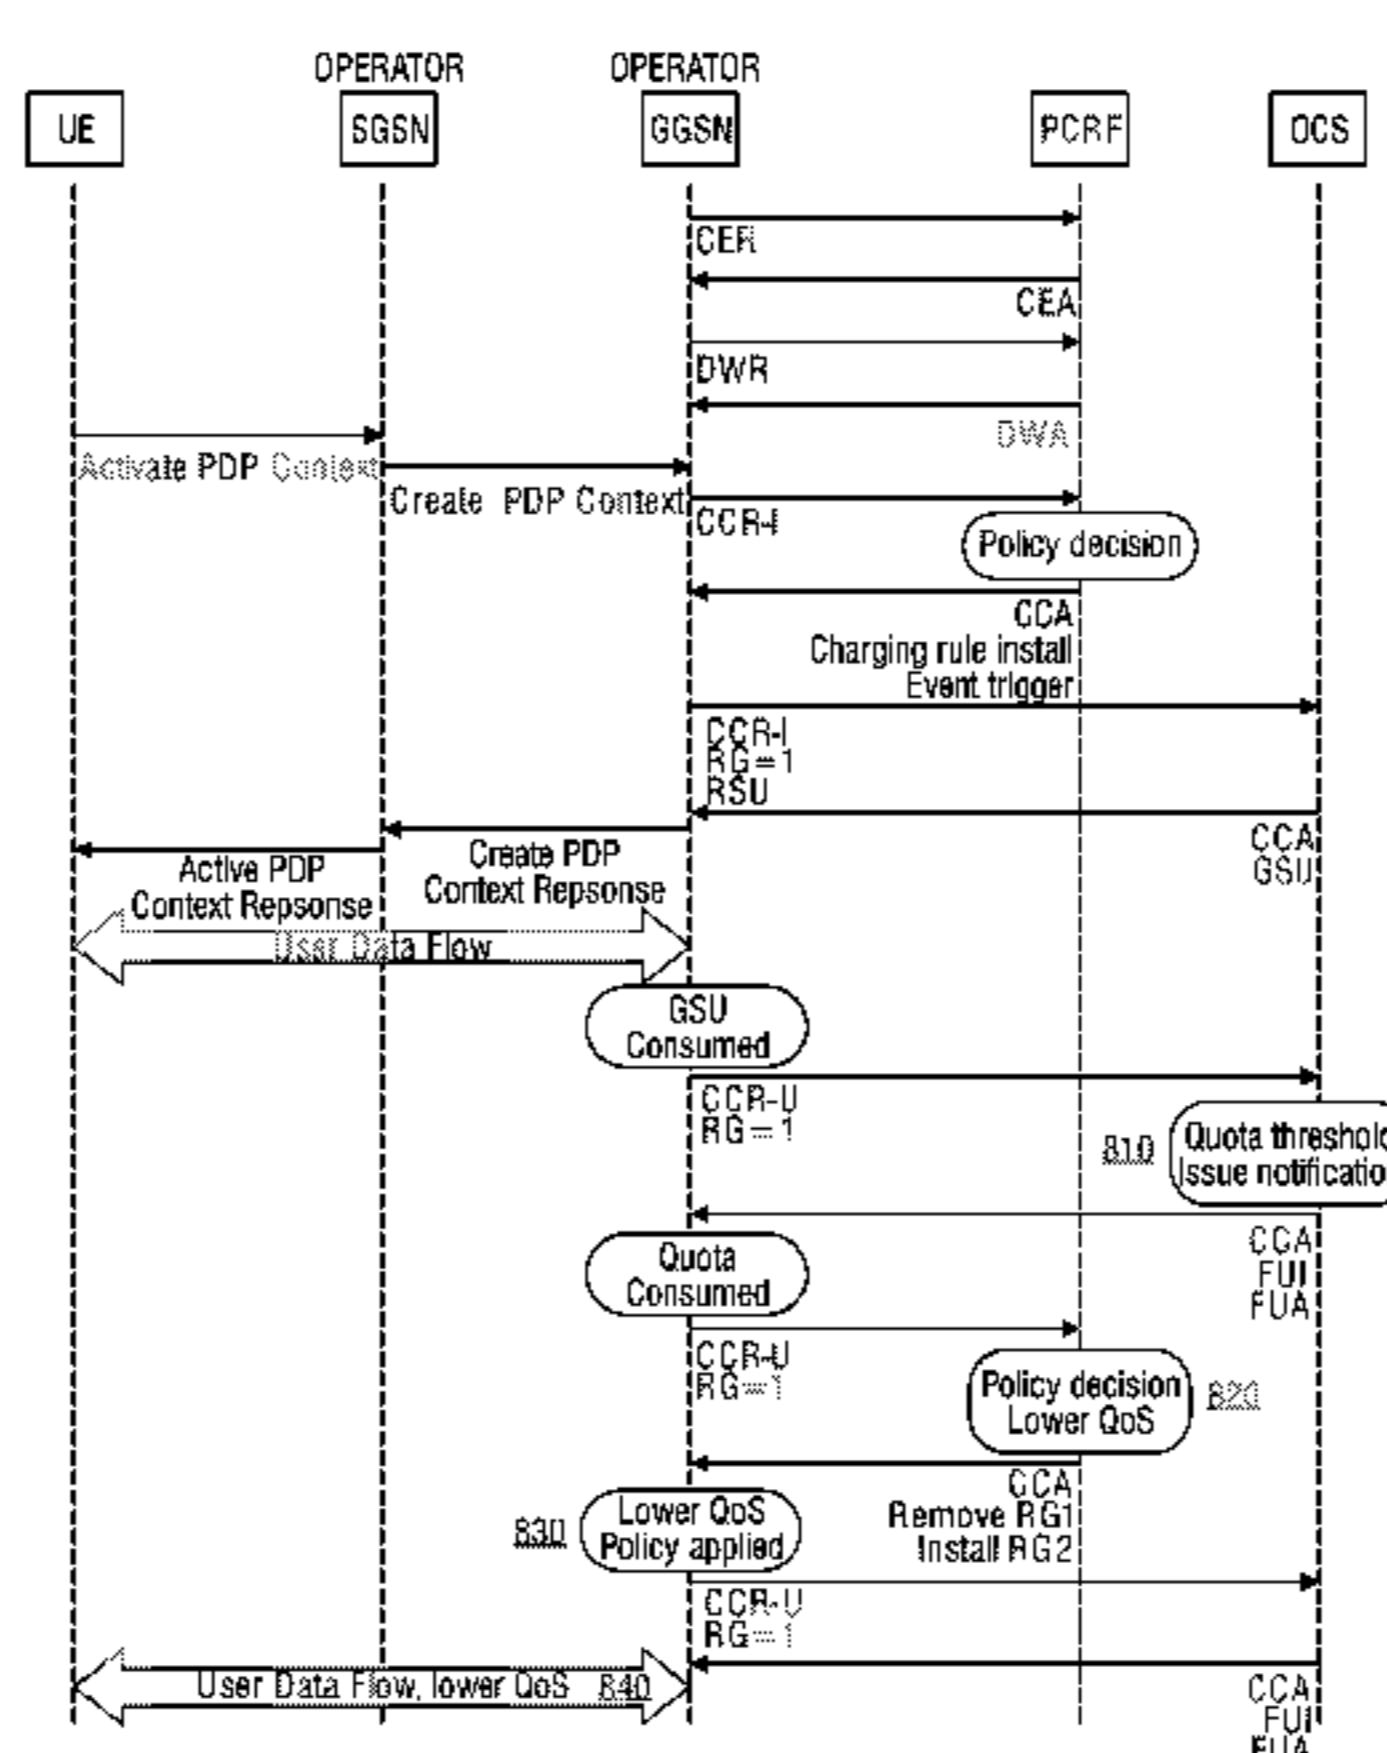 OPERATOR OPERATOR
UE SGSN GGSN PCRF OCS
CER
CEA
DWR
DWA
Activate PDP Context
Create PDP Context
CCR-I
Policy decision
CCA
Charging rule install
Event trigger
CCR-I
RG=1
RSU
CCA
GSU
Create PDP
Context Repsonse
Active PDP
Context Repsonse
User Data Flow
GSU
Consumed
CCR-U
RG=1
810
Quota threshold
Issue notificatio
CCA
FUI
FUA
Quota
Consumed
CCR-U
RG=1
Policy decision
Lower QoS
820
CCA
Remove RG1
Install RG2
830
Lower QoS
Policy applied
CCR-U
RG=1
User Data Flow, lower QoS 840
CCA
FUI
FUA